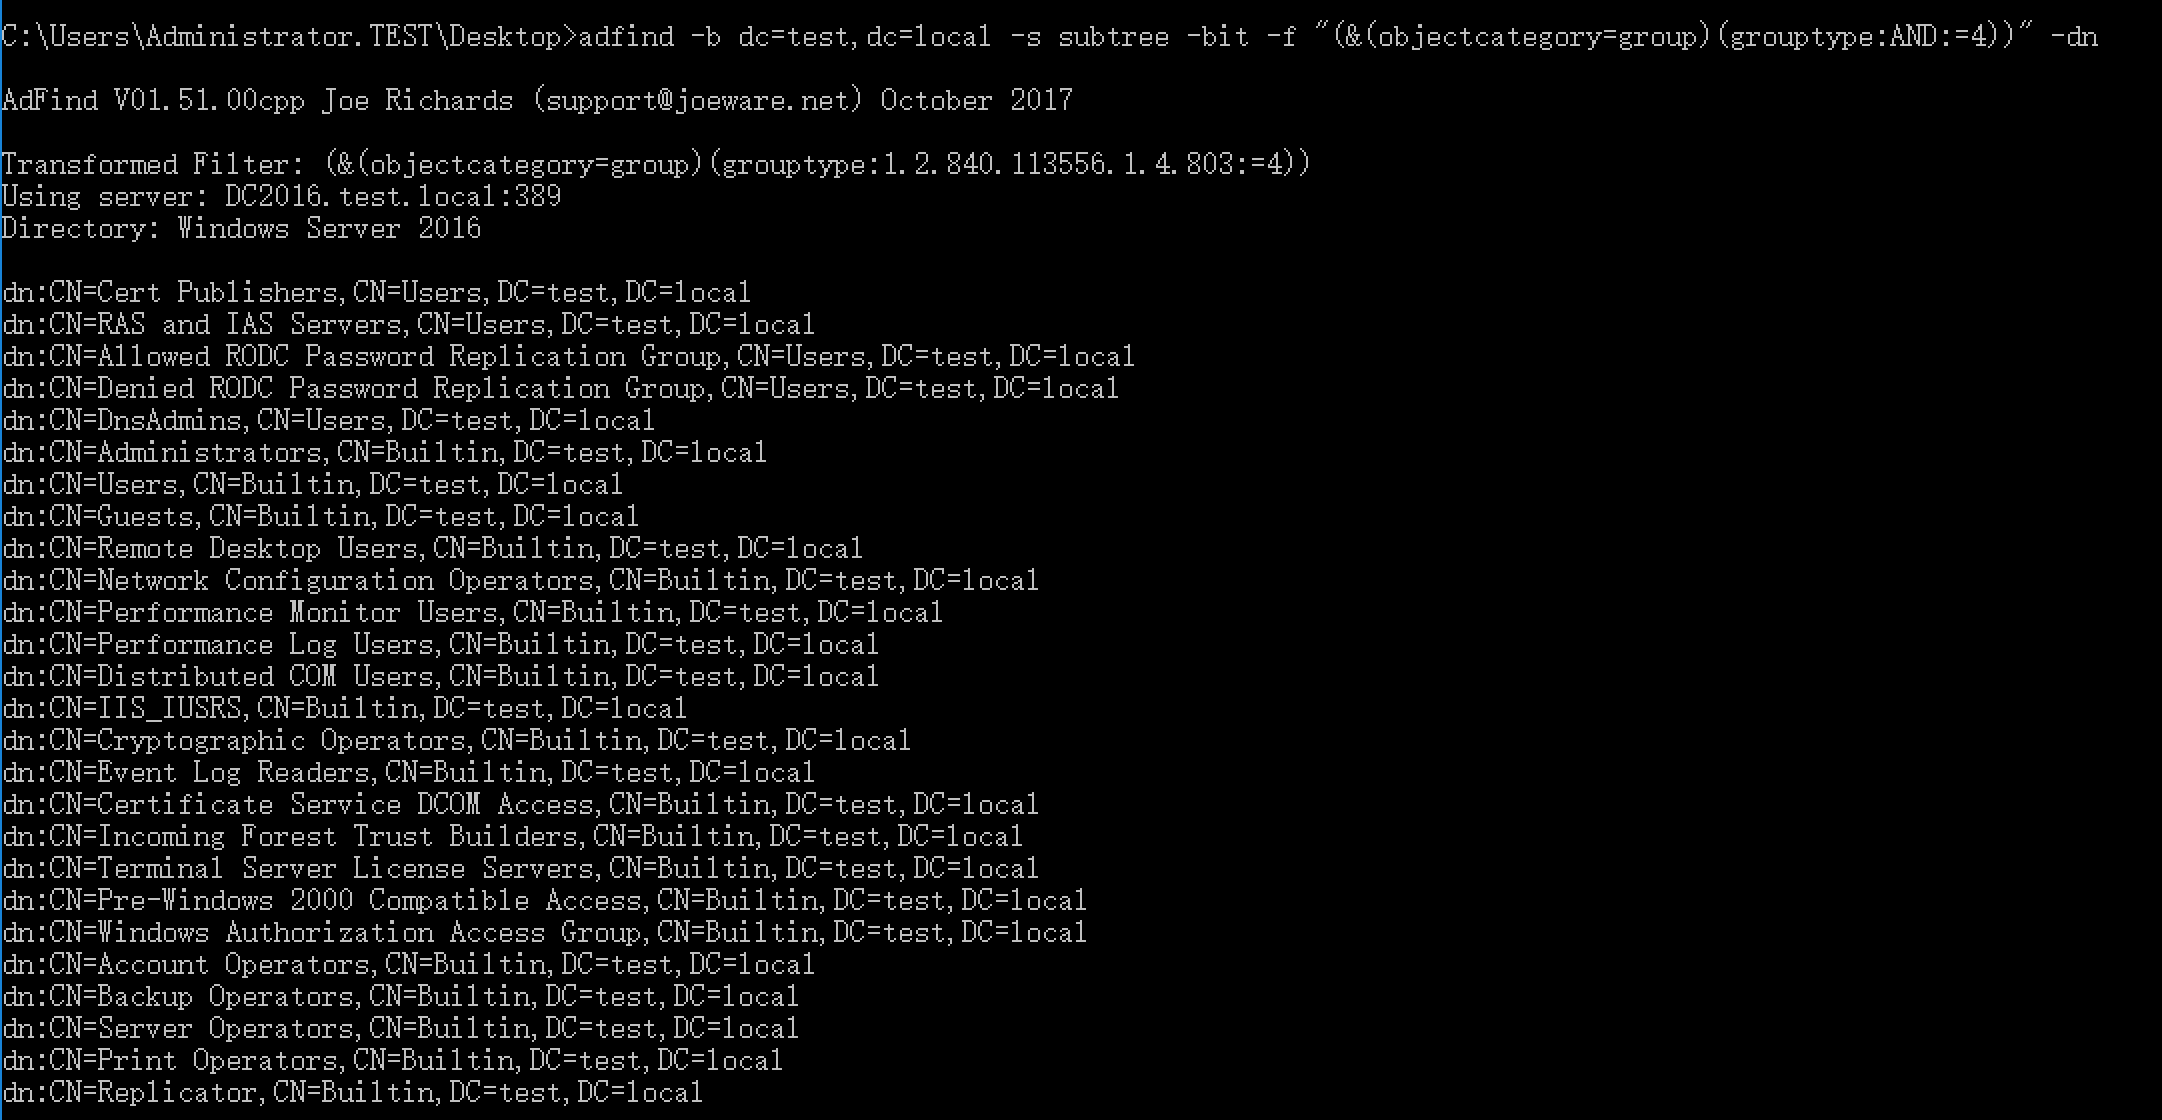 C:\Users\Administrator.TEST\Desktop>adfind -b dc=test,dc=local -s subtree -bit -f "(&(objectcategory=group)(grouptype:AND:=4))" -dn
AdFind V01.51.00cpp Joe Richards (support@joeware.net) October 2017
Transformed Filter: (&(objectcategory=group)(grouptype:1.2.840.113556.1.4.803:=4))
Using server: DC2016.test.local:389
Directory: Windows Server 2016
dn:CN=Cert Publishers,CN=Users,DC=test,DC=local
dn:CN=RAS and IAS Servers,CN=Users,DC=test,DC=local
dn:CN=Allowed RODC Password Replication Group,CN=Users,DC=test,DC=local
dn:CN=Denied RODC Password Replication Group,CN=Users,DC=test,DC=local
dn:CN=DnsAdmins,CN=Users,DC=test,DC=local
dn:CN=Administrators,CN=Builtin,DC=test,DC=local
dn:CN=Users,CN=Builtin,DC=test,DC=local
dn:CN=Guests,CN=Builtin,DC=test,DC=local
dn:CN=Remote Desktop Users,CN=Builtin,DC=test,DC=local
dn:CN=Network Configuration Operators,CN=Builtin,DC=test,DC=local
dn:CN=Performance Monitor Users,CN=Builtin,DC=test,DC=local
dn:CN=Performance Log Users,CN=Builtin,DC=test,DC=local
dn:CN=Distributed COM Users,CN=Builtin,DC=test,DC=local
dn:CN=IIS_IUSRS,CN=Builtin,DC=test,DC=local
dn:CN=Cryptographic Operators,CN=Builtin,DC=test,DC=local
dn:CN=Event Log Readers,CN=Builtin,DC=test,DC=local
dn:CN=Certificate Service DCOM Access,CN=Builtin,DC=test,DC=local
dn:CN=Incoming Forest Trust Builders,CN=Builtin,DC=test,DC=local
dn:CN=Terminal Server License Servers,CN=Builtin,DC=test,DC=local
dn:CN=Pre-Windows 2000 Compatible Access,CN=Builtin,DC=test,DC=local
dn:CN=Windows Authorization Access Group,CN=Builtin,DC=test,DC=local
dn:CN=Account Operators,CN=Builtin,DC=test,DC=local
dn:CN=Backup Operators,CN=Builtin,DC=test,DC=local
dn:CN=Server Operators,CN=Builtin,DC=test,DC=local
dn:CN=Print Operators,CN=Builtin,DC=test,DC=local
dn:CN=Replicator,CN=Builtin,DC=test,DC=local